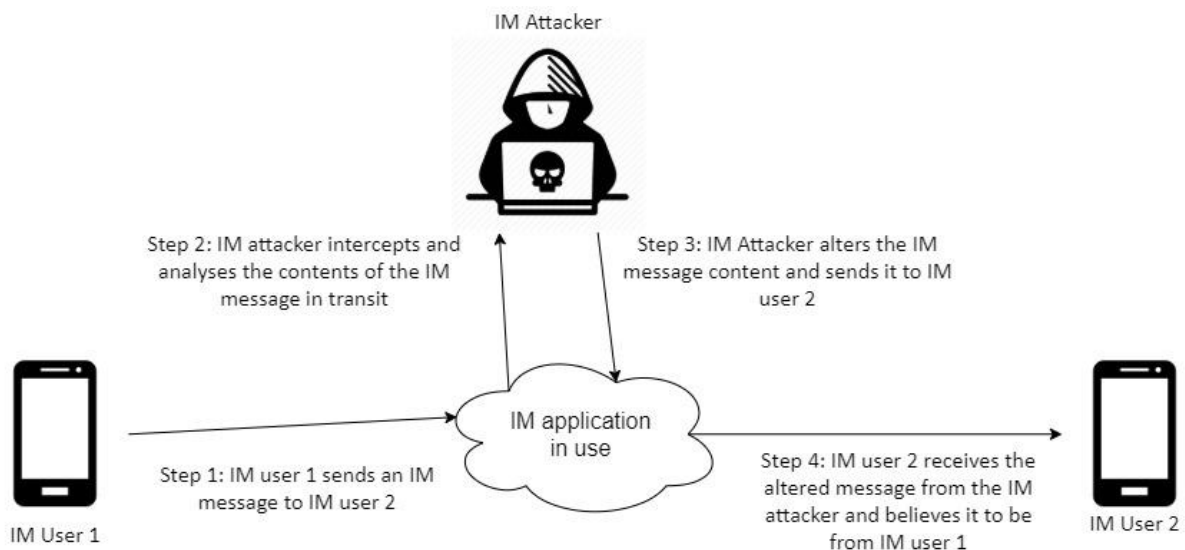 IM Attacker
Step 2: IM attacker intercepts and
analyses the contents of the IM
message in transit
Step 3: IM Attacker alters the IM
message content and sends it to IM
user 2
IM application
in use
Step 1: IM user 1 sends an IM
message to IM user 2
Step 4: IM user 2 receives the
altered message from the IM
attacker and believes it to be
from IM user 1
IM User 1
IM User 2